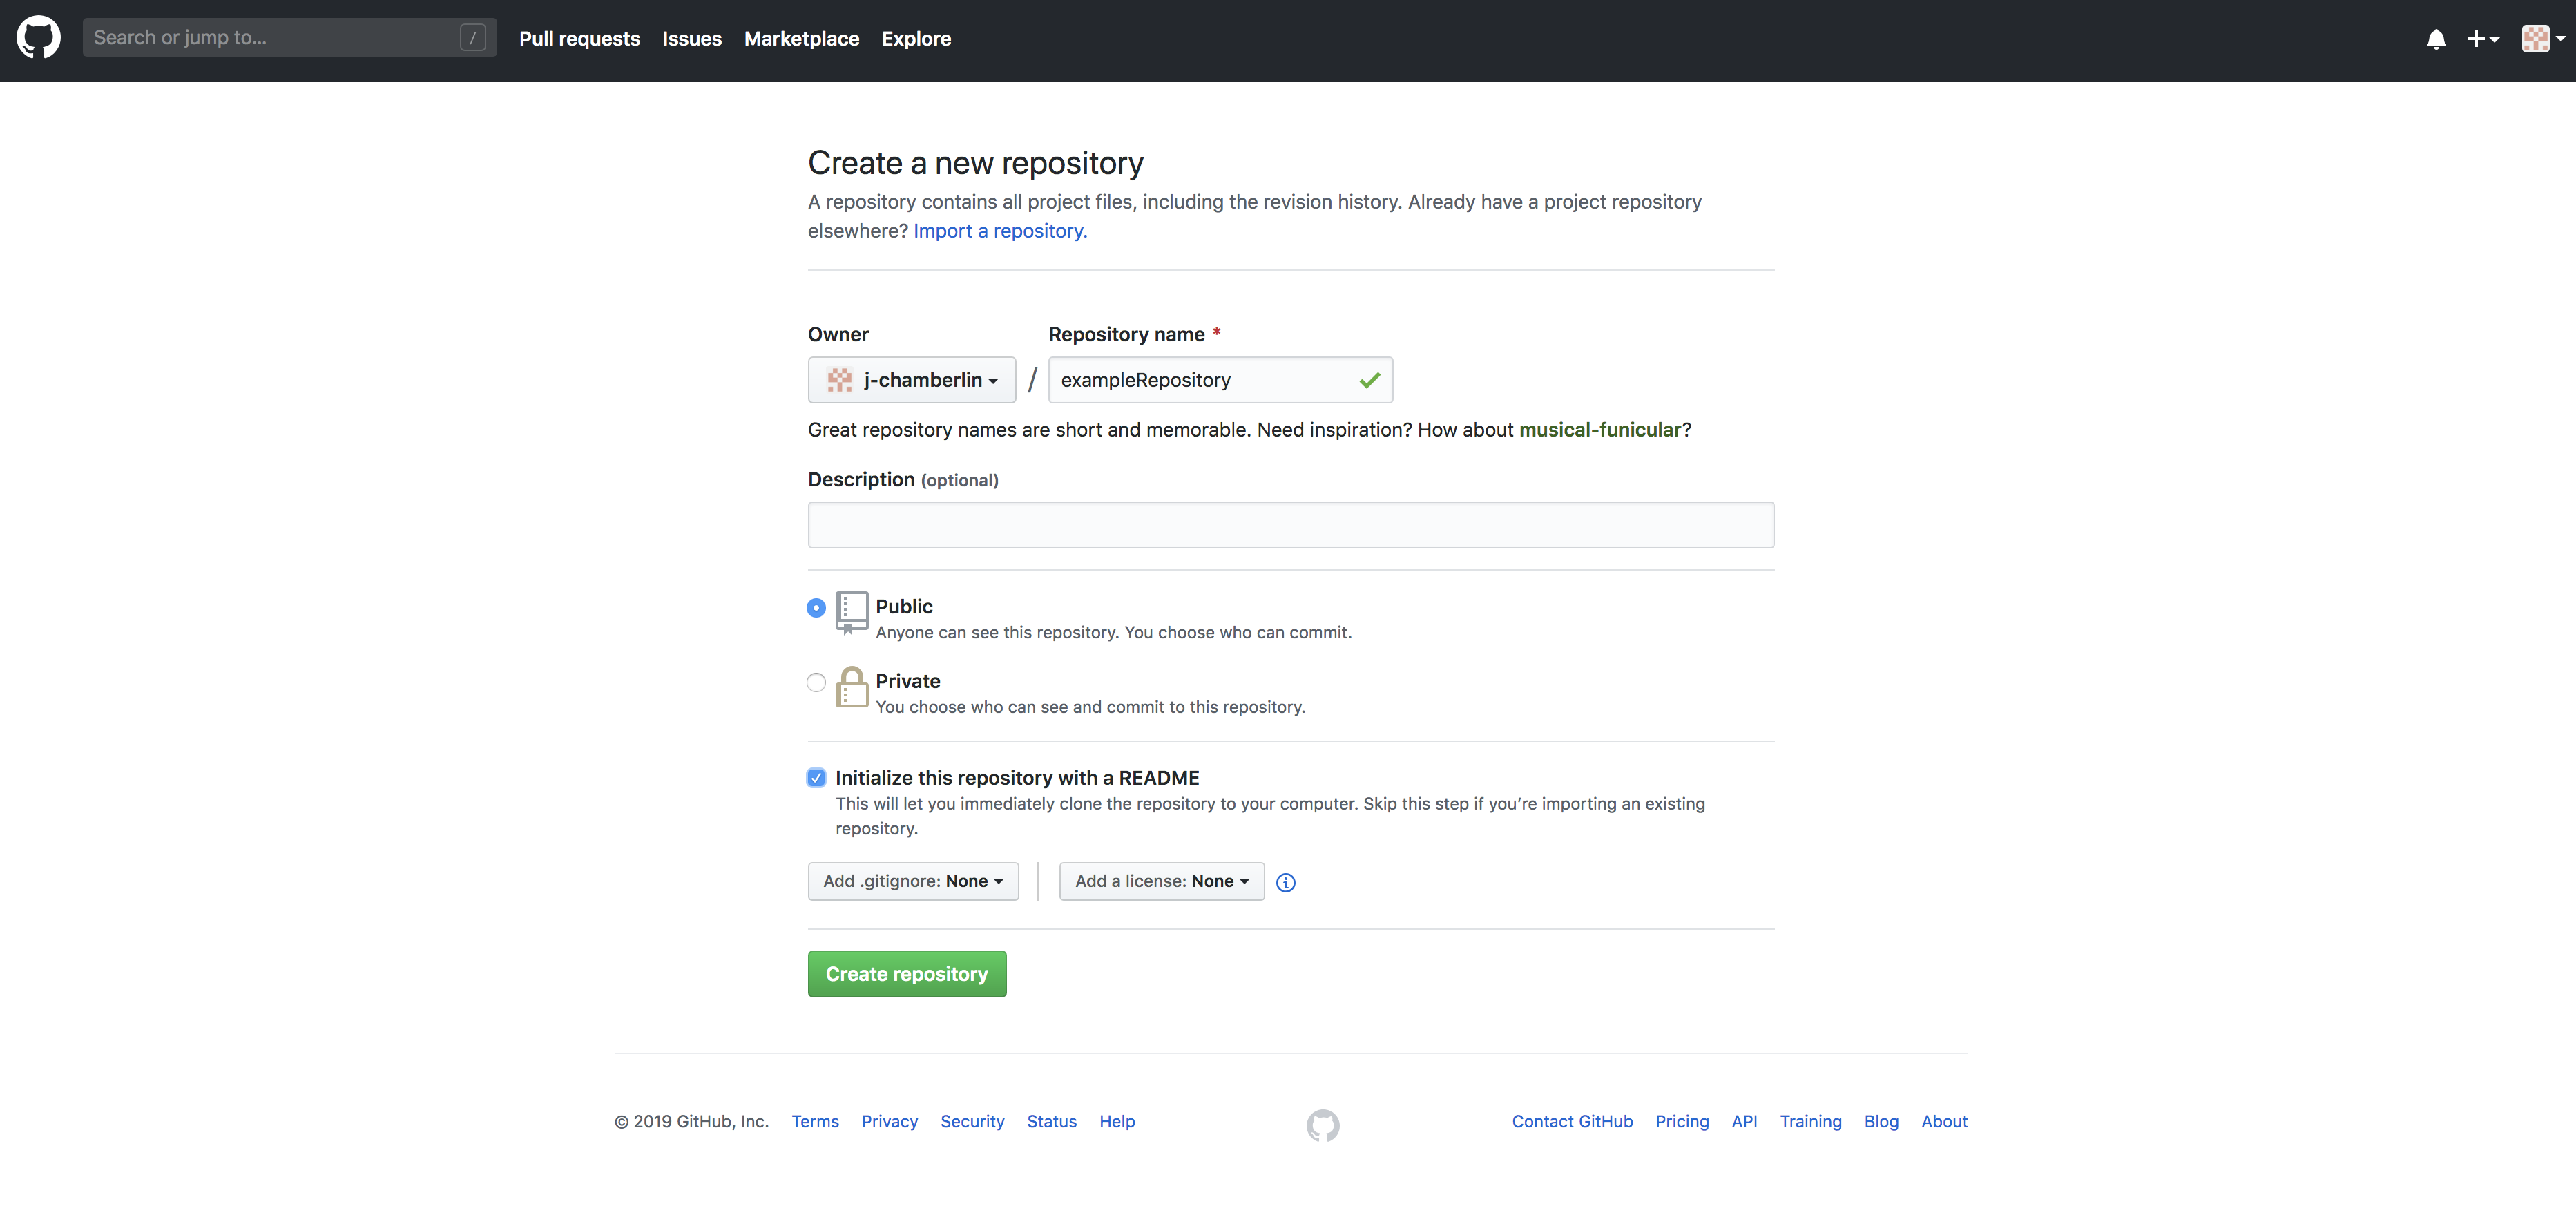 Search or jump to... /
Pull requests Issues Marketplace Explore
Create a new repository
A repository contains all project files, including the revision history. Already have a project repository
elsewhere? Import a repository.
Owner Repository name *
j-chamberlin / exampleRepository
Great repository names are short and memorable. Need inspiration? How about musical-funicular?
Description (optional)
Public
Anyone can see this repository. You choose who can commit.
Private
You choose who can see and commit to this repository.
Initialize this repository with a README
This will let you immediately clone the repository to your computer. Skip this step if you’re importing an existing
repository.
Add .gitignore: None Add a license: None
Create repository
© 2019 GitHub, Inc. Terms Privacy Security Status Help Contact GitHub Pricing API Training Blog About